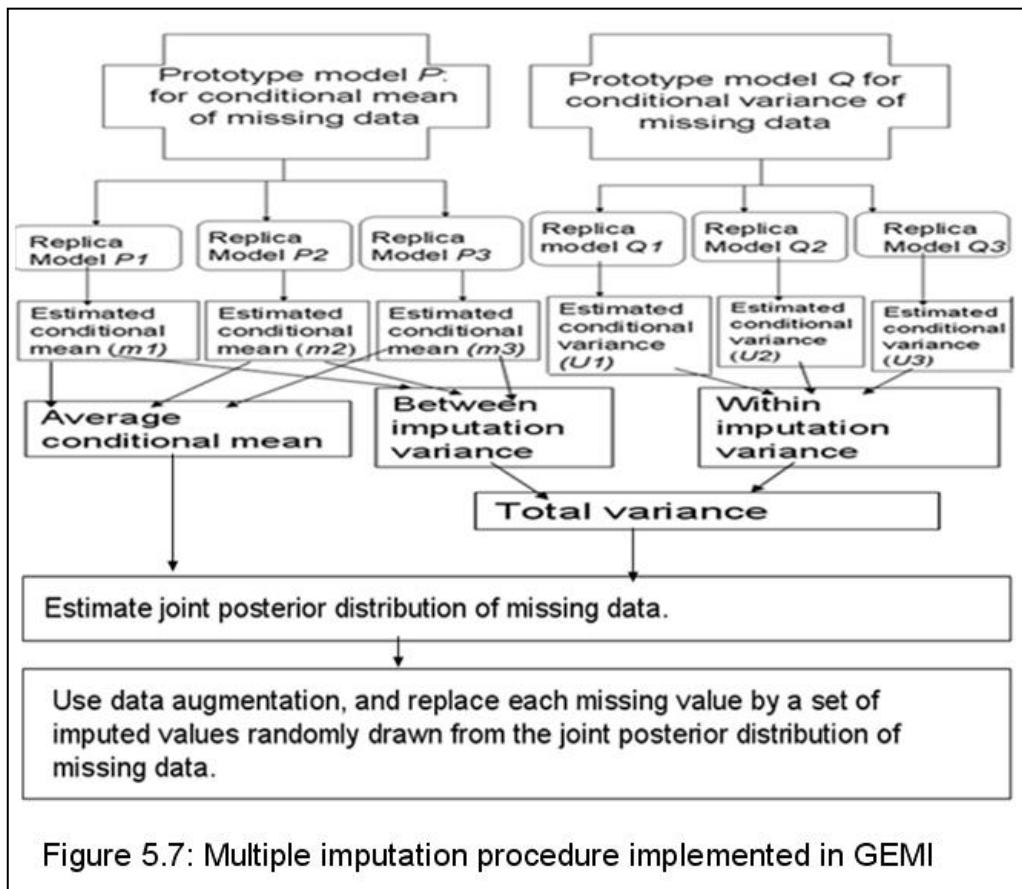 Prototype model P:
for conditional mean
of missing data
Prototype model Q for
conditional variance of
missing data
Replica
Model P1
Replica
Model P2
Replica
Model P3
Replica
model Q1
Replica
Model Q2
Replica
Model Q3
Estimated
conditional
mean (m1)
Estimated
conditional
mean (m2)
Estimated
conditional
mean (m3)
Estimated
conditional
variance
(U1)
Estimated
conditional
variance
(U2)
Estimated
conditional
variance
(U3)
Average
conditional mean
Between
imputation
variance
Within
imputation
variance
Total variance
Estimate joint posterior distribution of missing data.
Use data augmentation, and replace each missing value by a set of
imputed values randomly drawn from the joint posterior distribution of
missing data.
Figure 5.7: Multiple imputation procedure implemented in GEMI